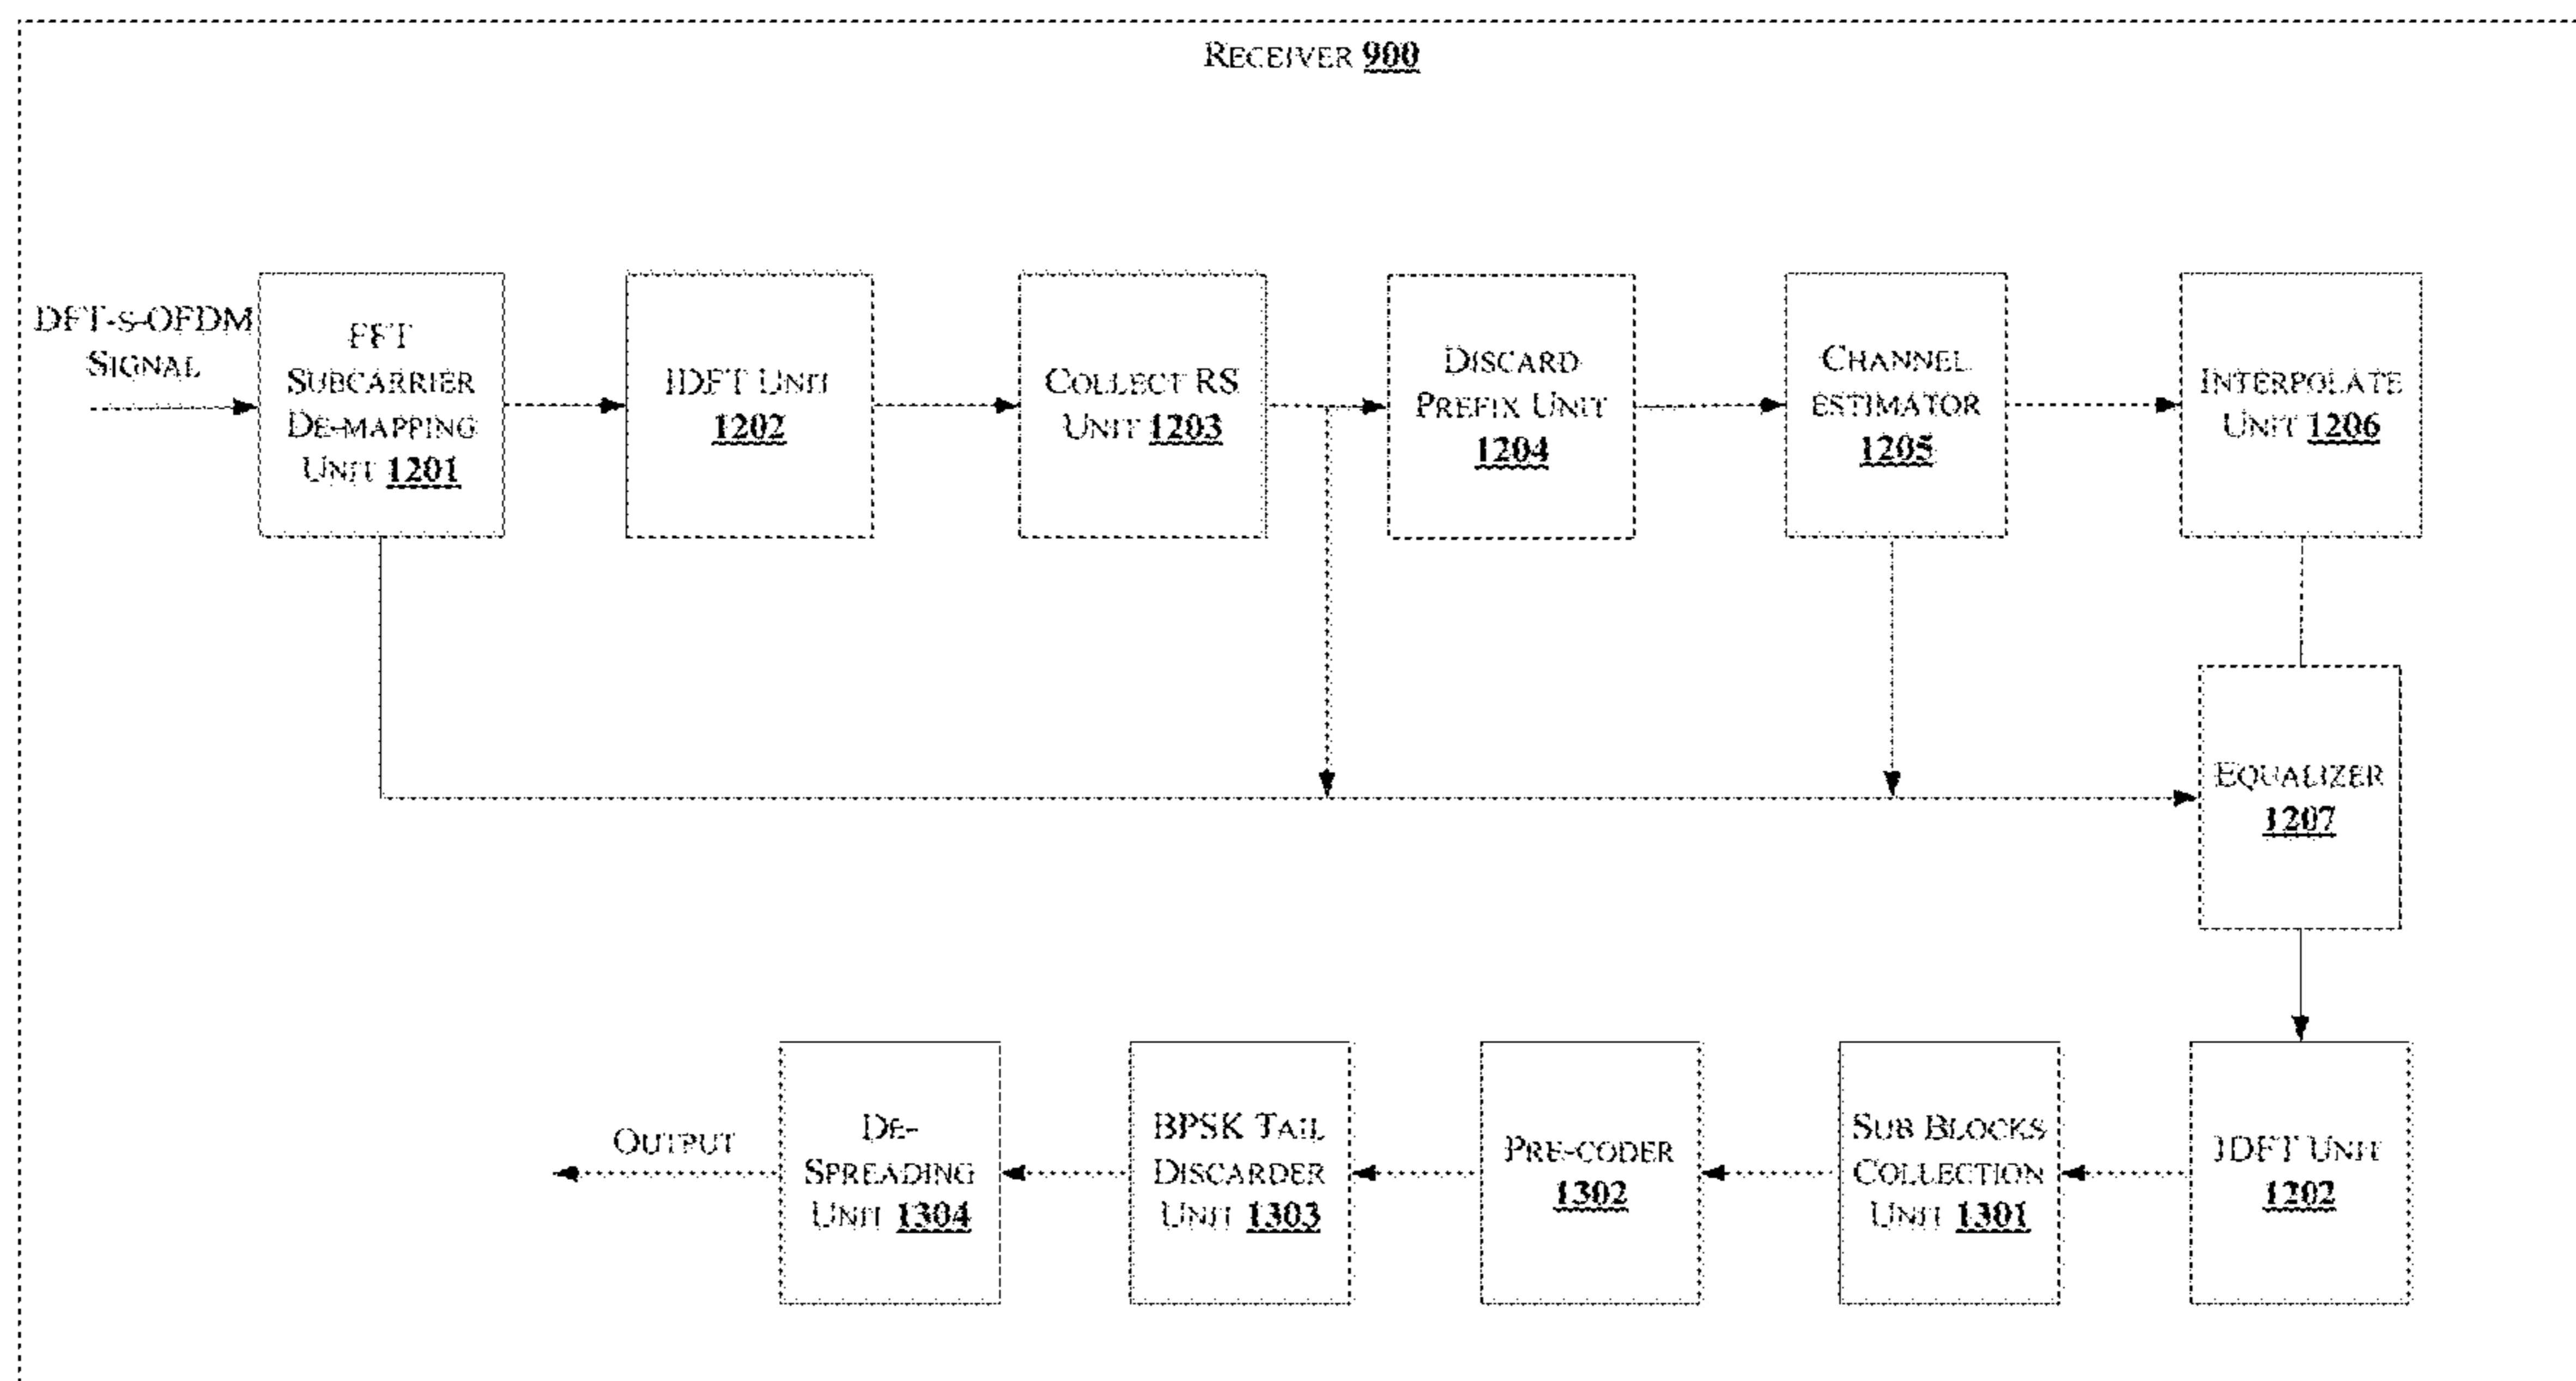 RECEIVER 900
DFT-S-OFDM
SIGNAL
FFT
SUBCARRIER
DE-MAPPING
UNIT 1201
IDFT UNIT
1202
COLLECT RS
UNIT 1203
DISCARD
PREFIX UNIT
1204
CHANNEL
ESTIMATOR
1205
INTERPOLATE
UNIT 1206
EQUALIZER
1207
OUTPUT
DE-
SPREADING
UNIT 1304
BPSK TAIL
DISCARDER
UNIT 1303
PRE-CODER
1302
SUB BLOCKS
COLLECTION
UNIT 1301
IDFT UNIT
1202